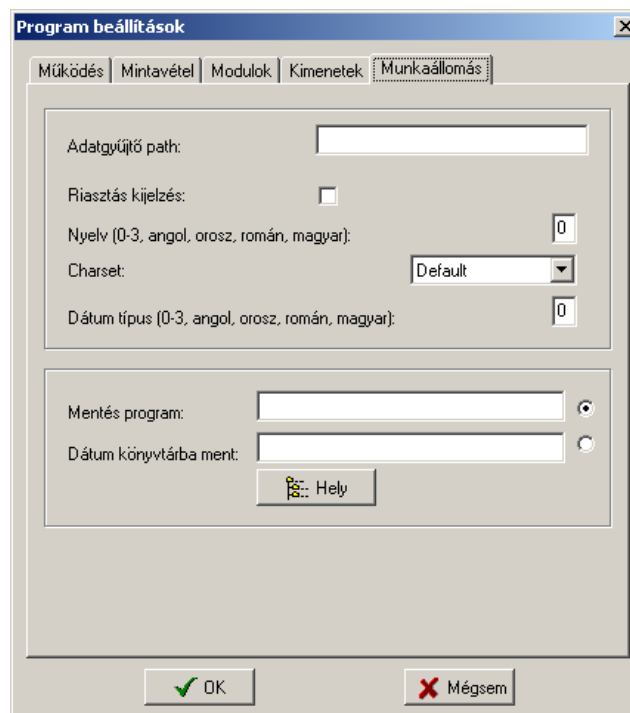 Program beállítások
Működés Mintavétel Modulok Kimenetek Munkaállomás
Adatgyűjtő path:
Riasztás kijelzés:
Nyelv (0-3, angol, orosz, román, magyar): 0
Charset: Default
Dátum típus (0-3, angol, orosz, román, magyar): 0
Mentés program:
Dátum könyvtárba ment:
Hely
OK Mégsem